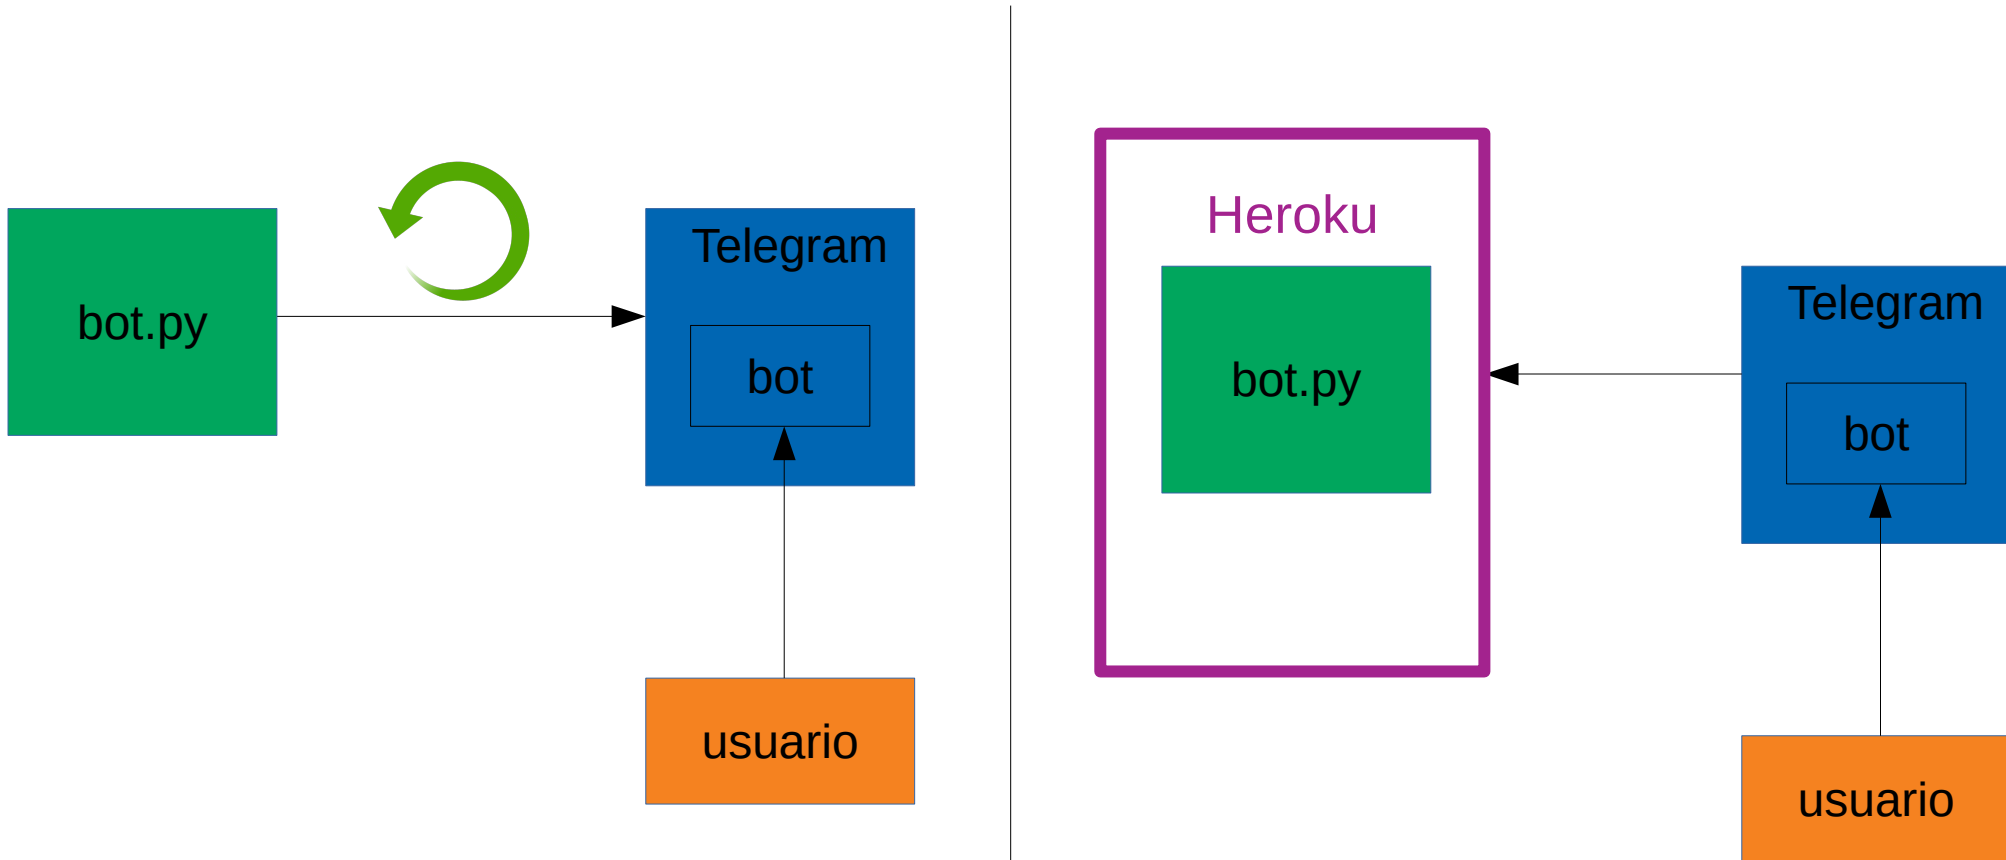 Telegram
bot.py
bot
usuario
Heroku
Telegram
bot.py
bot
usuario